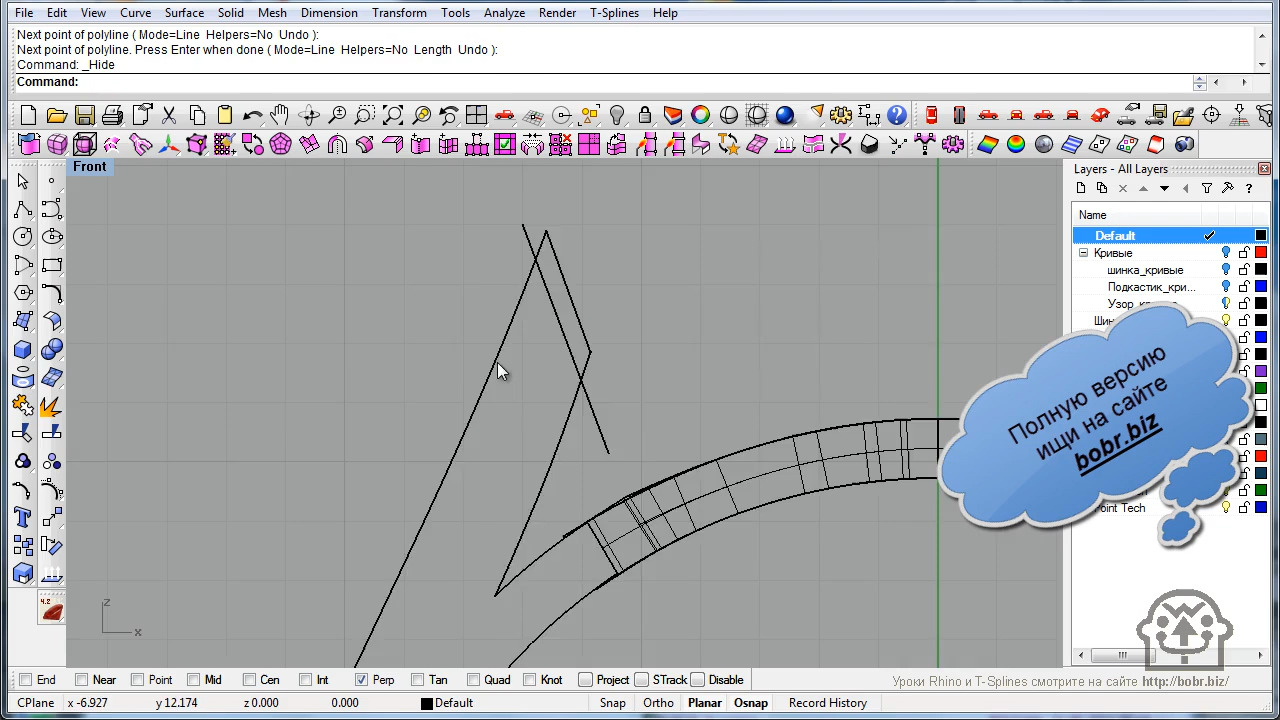 File Edit View Curve Surface Solid Mesh Dimension Transform Tools Analyze Render T-Splines Help
Next point of polyline ( Mode=Line Helpers=No Undo ):
Next point of polyline. Press Enter when done ( Mode=Line Helpers=No Length Undo ):
Command: _Hide
Command:
Front
Layers - All Layers
Name
Default
Кривые
шинка_кривые
Подкастик_кри...
Полную версию
ищи на сайте
bobr.biz
Point Tech
z
x
4.2
End Near Point Mid Cen Int Perp Tan Quad Knot Project STrack Disable
Уроки Rhino и T-Splines смотрите на сайте http://bobr.biz/
CPlane x -6.927 y 12.174 z 0.000 0.000 Default Snap Ortho Planar Osnap Record History